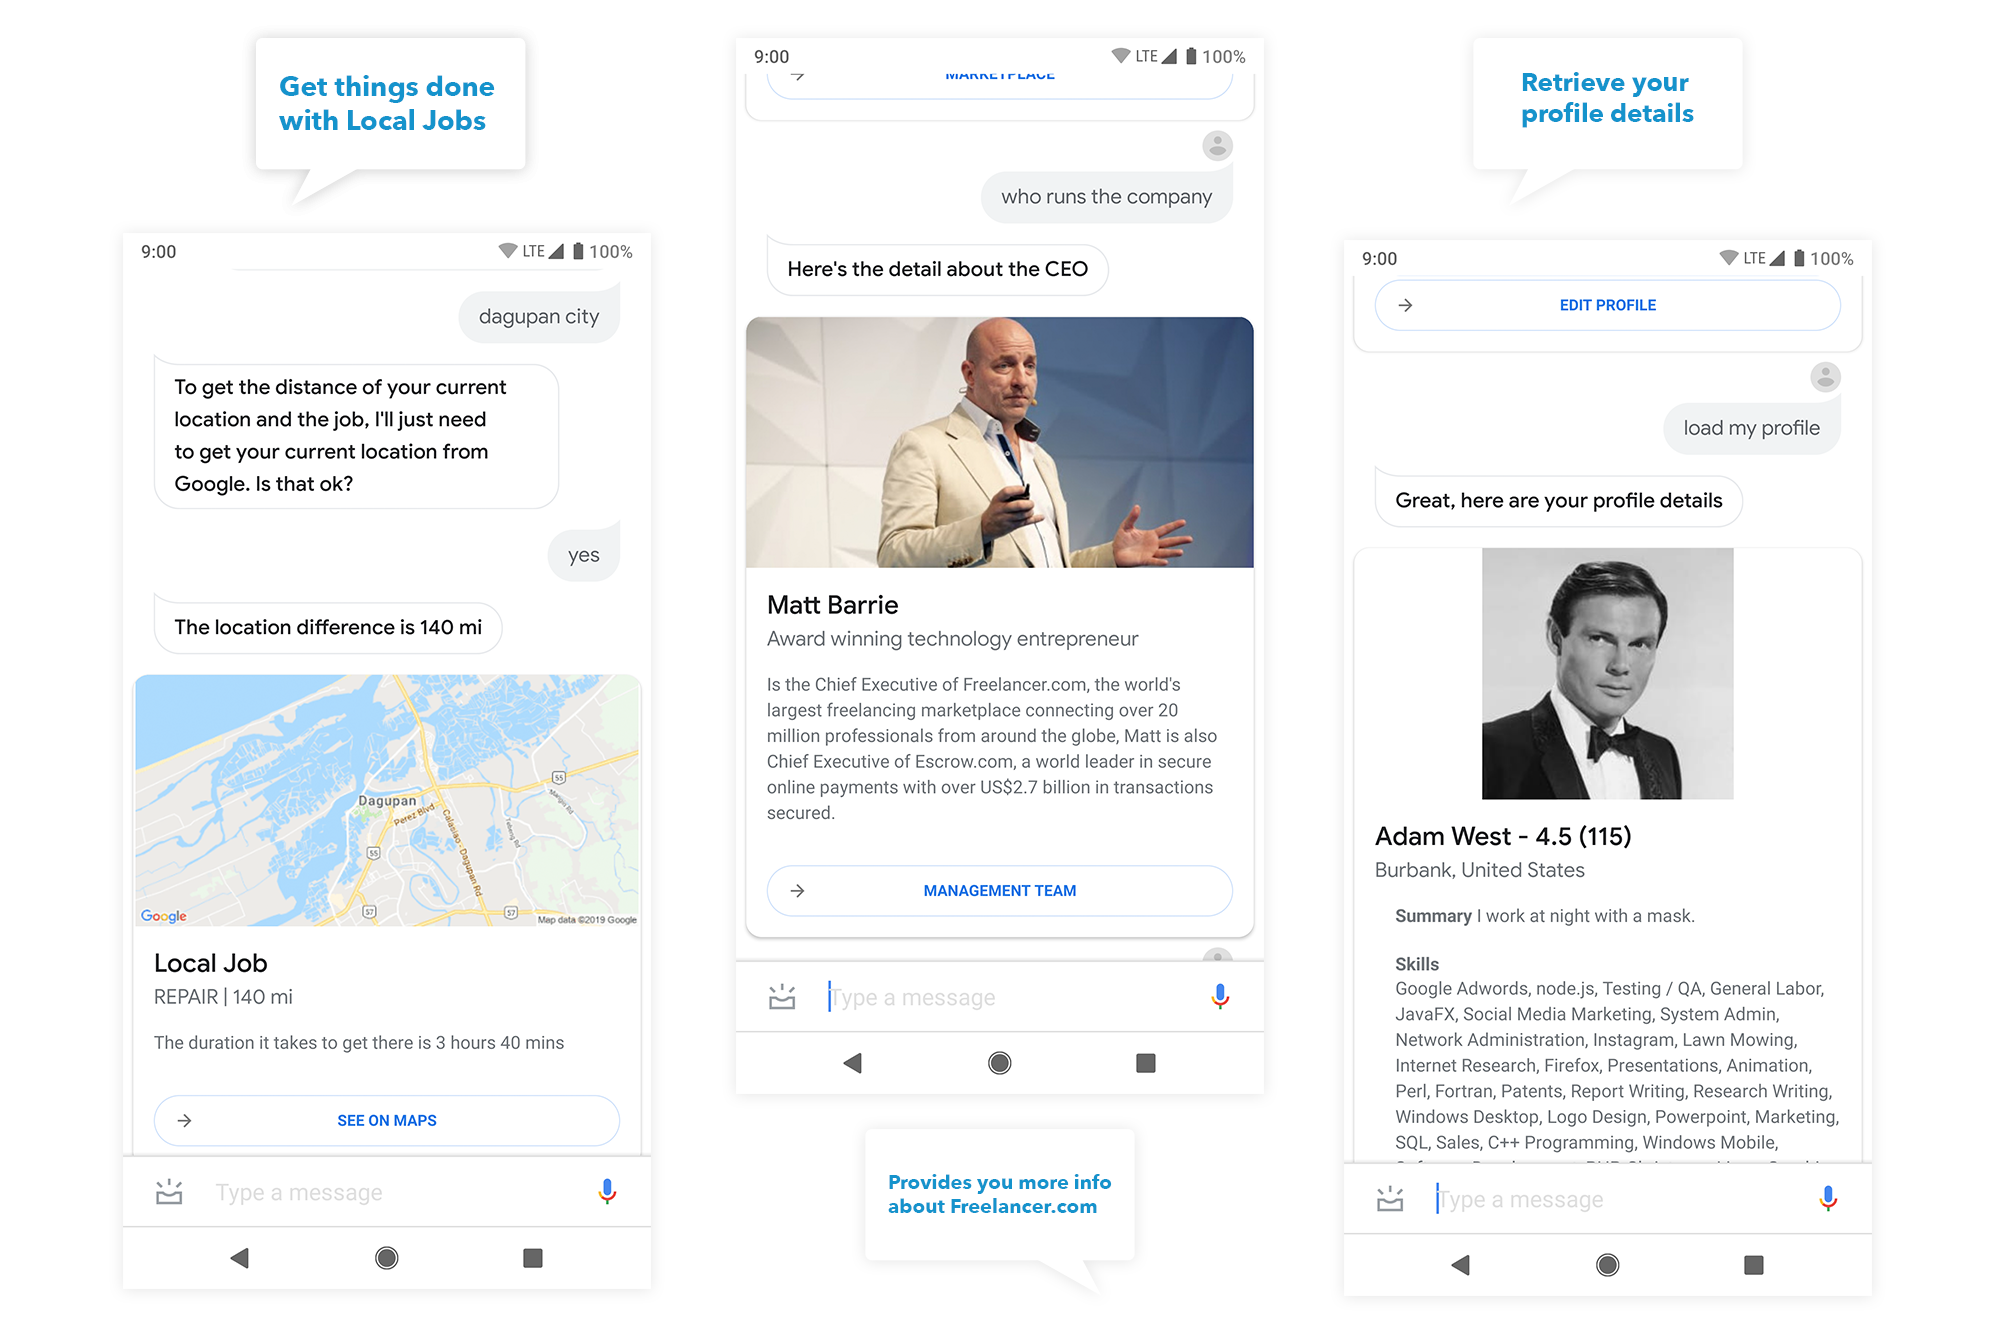 Get things done
with Local Jobs
9:00
LTE
100%
dagupan city
To get the distance of your current
location and the job, I'll just need
to get your current location from
Google. Is that ok?
yes
The location difference is 140 mi
Dagupan
Perez Blvd
Calasiao - Dagupan Rd
55
55
57
57
Google
Map data ©2019 Google
Local Job
REPAIR | 140 mi
The duration it takes to get there is 3 hours 40 mins
SEE ON MAPS
Type a message
9:00
LTE
100%
MARKETPLACE
who runs the company
Here's the detail about the CEO
Matt Barrie
Award winning technology entrepreneur
Is the Chief Executive of Freelancer.com, the world's
largest freelancing marketplace connecting over 20
million professionals from around the globe, Matt is also
Chief Executive of Escrow.com, a world leader in secure
online payments with over US$2.7 billion in transactions
secured.
MANAGEMENT TEAM
Type a message
Provides you more info
about Freelancer.com
Retrieve your
profile details
9:00
LTE
100%
EDIT PROFILE
load my profile
Great, here are your profile details
Adam West - 4.5 (115)
Burbank, United States
Summary I work at night with a mask.
Skills
Google Adwords, node.js, Testing / QA, General Labor,
JavaFX, Social Media Marketing, System Admin,
Network Administration, Instagram, Lawn Mowing,
Internet Research, Firefox, Presentations, Animation,
Perl, Fortran, Patents, Report Writing, Research Writing,
Windows Desktop, Logo Design, Powerpoint, Marketing,
SQL, Sales, C++ Programming, Windows Mobile,
Type a message